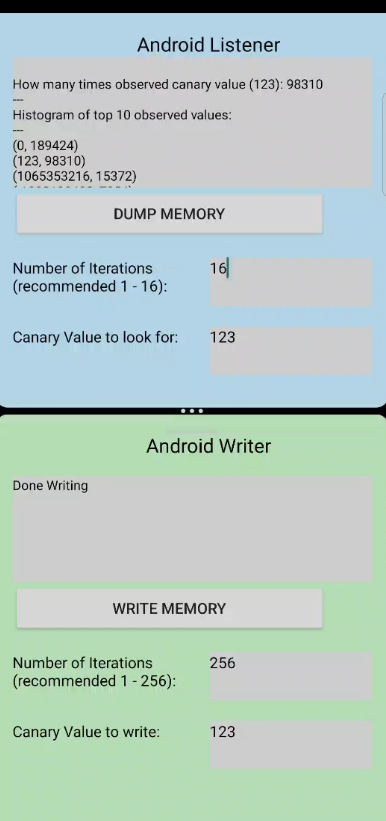 Android Listener
How many times observed canary value (123): 98310
---
Histogram of top 10 observed values:
---
(0, 189424)
(123, 98310)
(1065353216, 15372)
DUMP MEMORY
Number of Iterations
(recommended 1 - 16):
16
Canary Value to look for:
123
Android Writer
Done Writing
WRITE MEMORY
Number of Iterations
(recommended 1 - 256):
256
Canary Value to write:
123